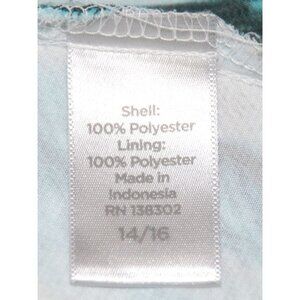 Shell:
100% Polyester
Lining:
100% Polyester
Made in
Indonesia
RN 138302
14/16